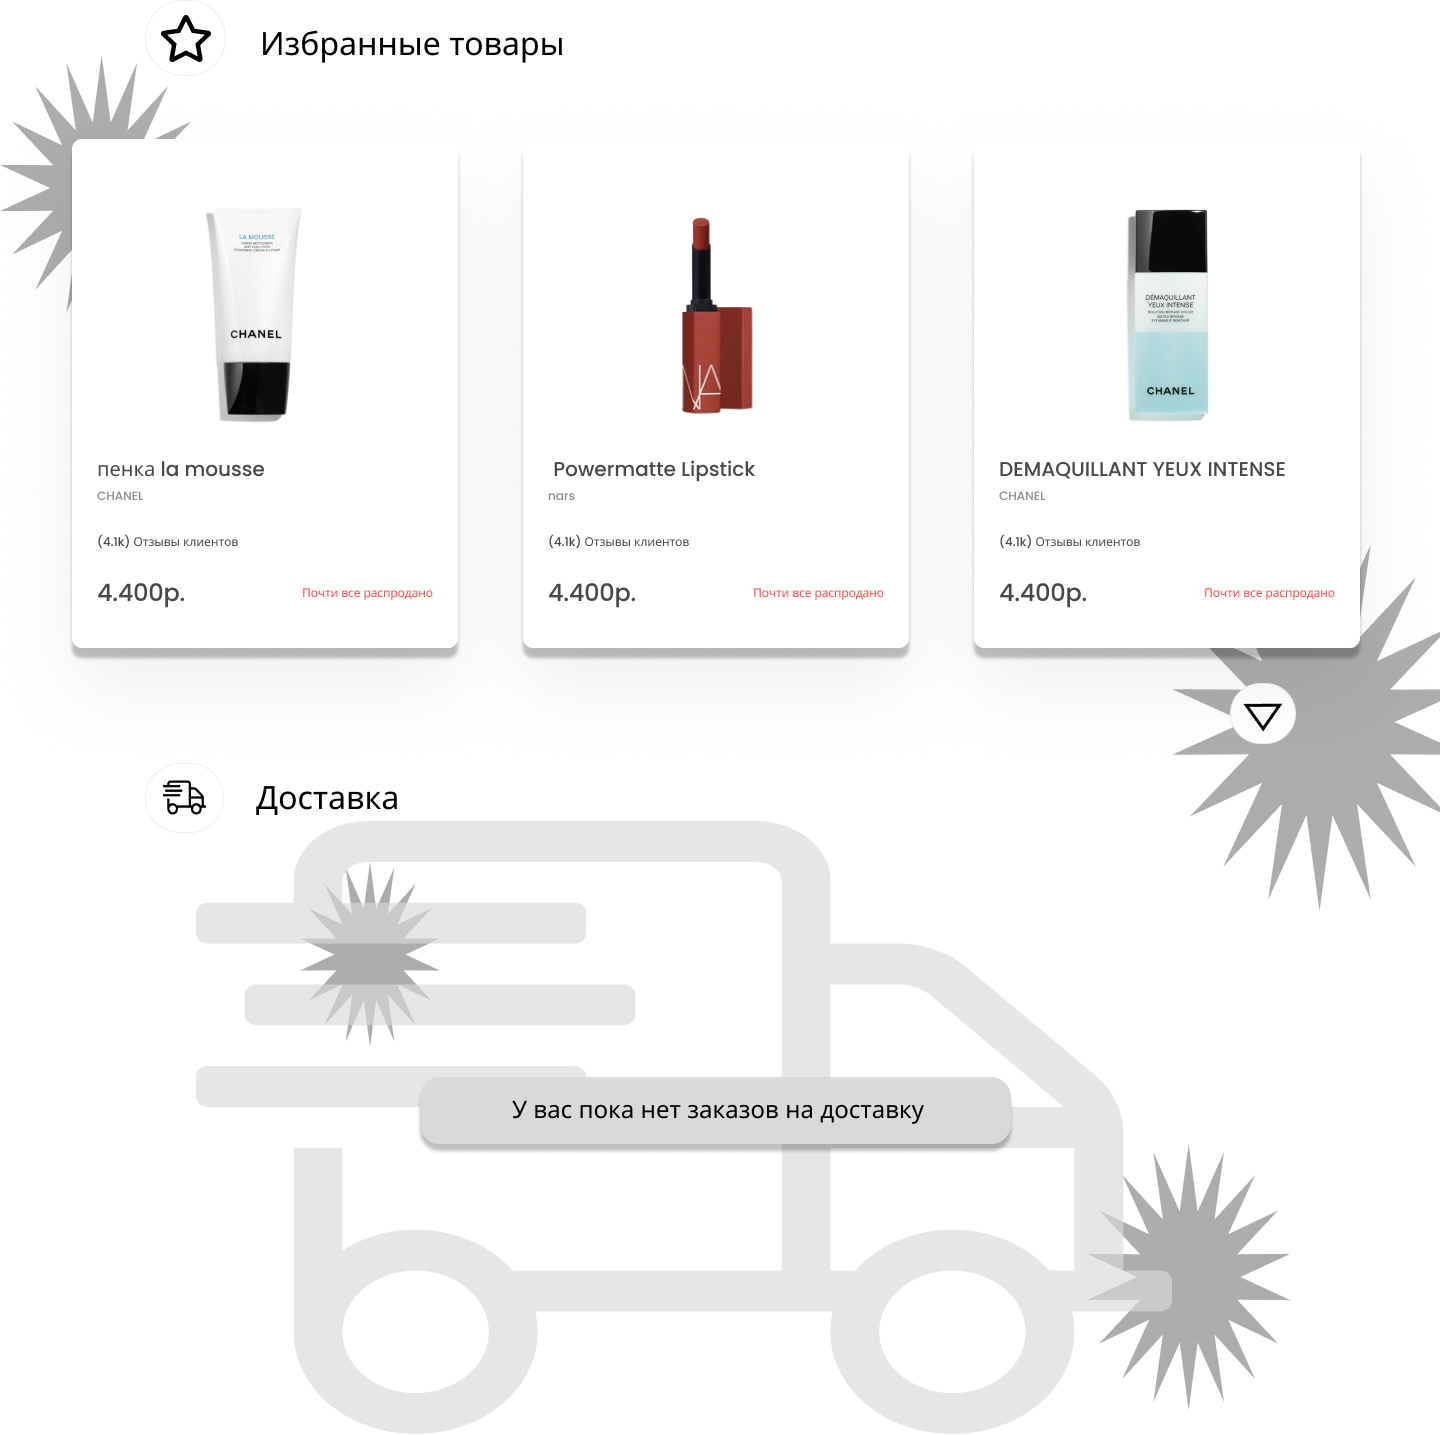 Избранные товары
LA MOUSSE
CHANEL
NA
DÉMAQUILLANT
YEUX INTENSE
CHANEL
пенка la mousse
CHANEL
(4.1k) Отзывы клиентов
4.400р.
Почти все распродано
Powermatte Lipstick
nars
(4.1k) Отзывы клиентов
4.400р.
Почти все распродано
DEMAQUILLANT YEUX INTENSE
CHANEL
(4.1k) Отзывы клиентов
4.400р.
Почти все распродано
Доставка
У вас пока нет заказов на доставку